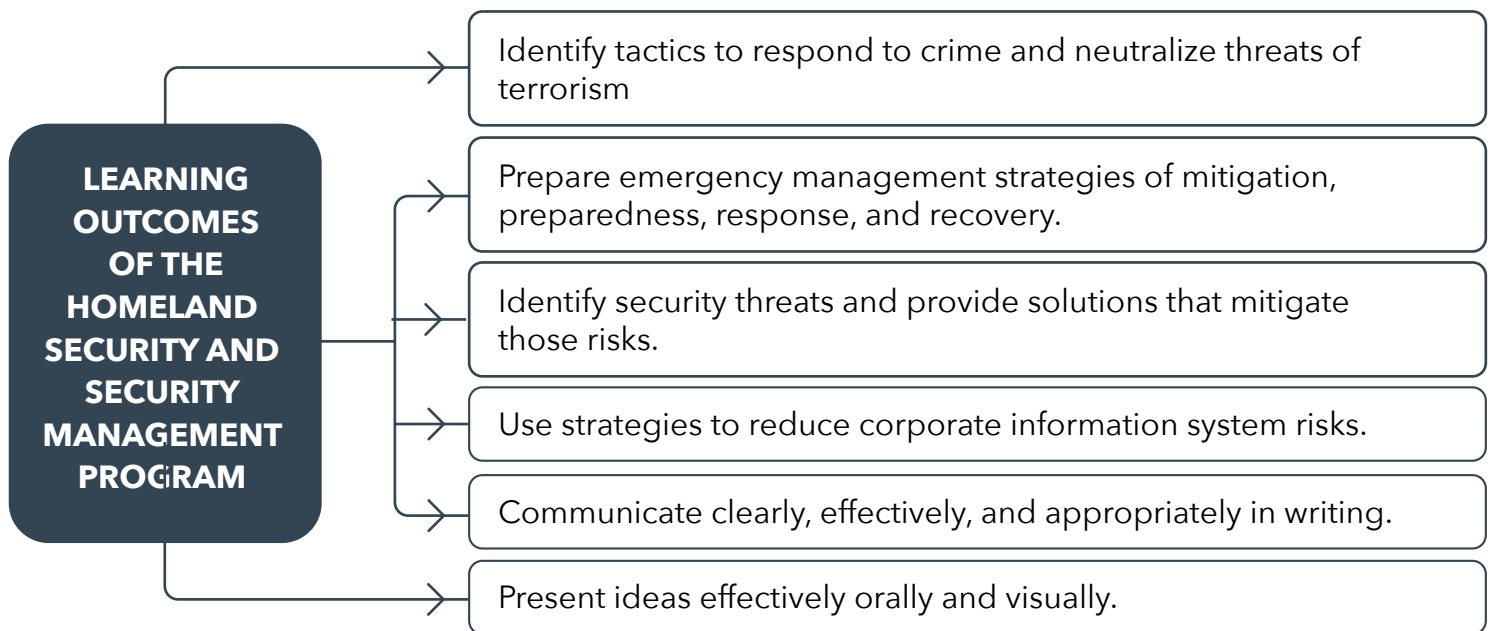 LEARNING
OUTCOMES
OF THE
HOMELAND
SECURITY AND
SECURITY
MANAGEMENT
PROGRAM
Identify tactics to respond to crime and neutralize threats of
terrorism
Prepare emergency management strategies of mitigation,
preparedness, response, and recovery.
Identify security threats and provide solutions that mitigate
those risks.
Use strategies to reduce corporate information system risks.
Communicate clearly, effectively, and appropriately in writing.
Present ideas effectively orally and visually.